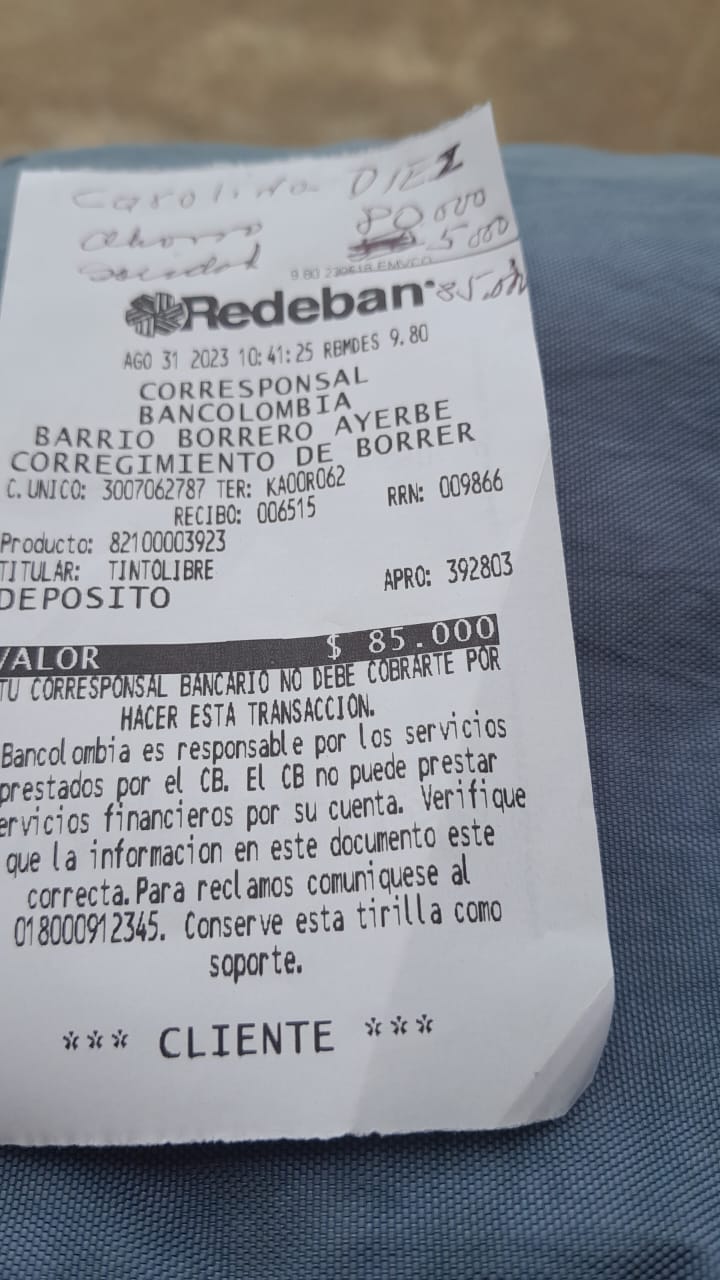 Carolina DIEZ
ahorro 80 000
5 000
9.80 230618.EMVCO
Redeban 85.000
AGO 31 2023 10:41:25 RBMDES 9.80
CORRESPONSAL
BANCOLOMBIA
BARRIO BORRERO AYERBE
CORREGIMIENTO DE BORRER
C. UNICO: 3007062787 TER: KAOOR062
RECIBO: 006515 RRN: 009866
Producto: 82100003923
TITULAR: TINTOLIBRE
DEPOSITO APRO: 392803
VALOR $ 85.000
TU CORRESPONSAL BANCARIO NO DEBE COBRARTE POR
HACER ESTA TRANSACCION.
Bancolombia es responsable por los servicios
prestados por el CB. El CB no puede prestar
ervicios financieros por su cuenta. Verifique
que la informacion en este documento este
correcta. Para reclamos comuniquese al
018000912345. Conserve esta tirilla como
soporte.
*** CLIENTE ***